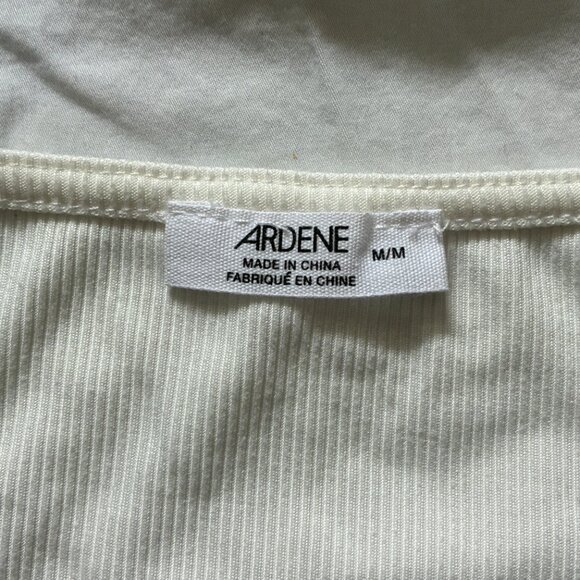 ARDENE
MADE IN CHINA
FABRIQUÉ EN CHINE
M/M